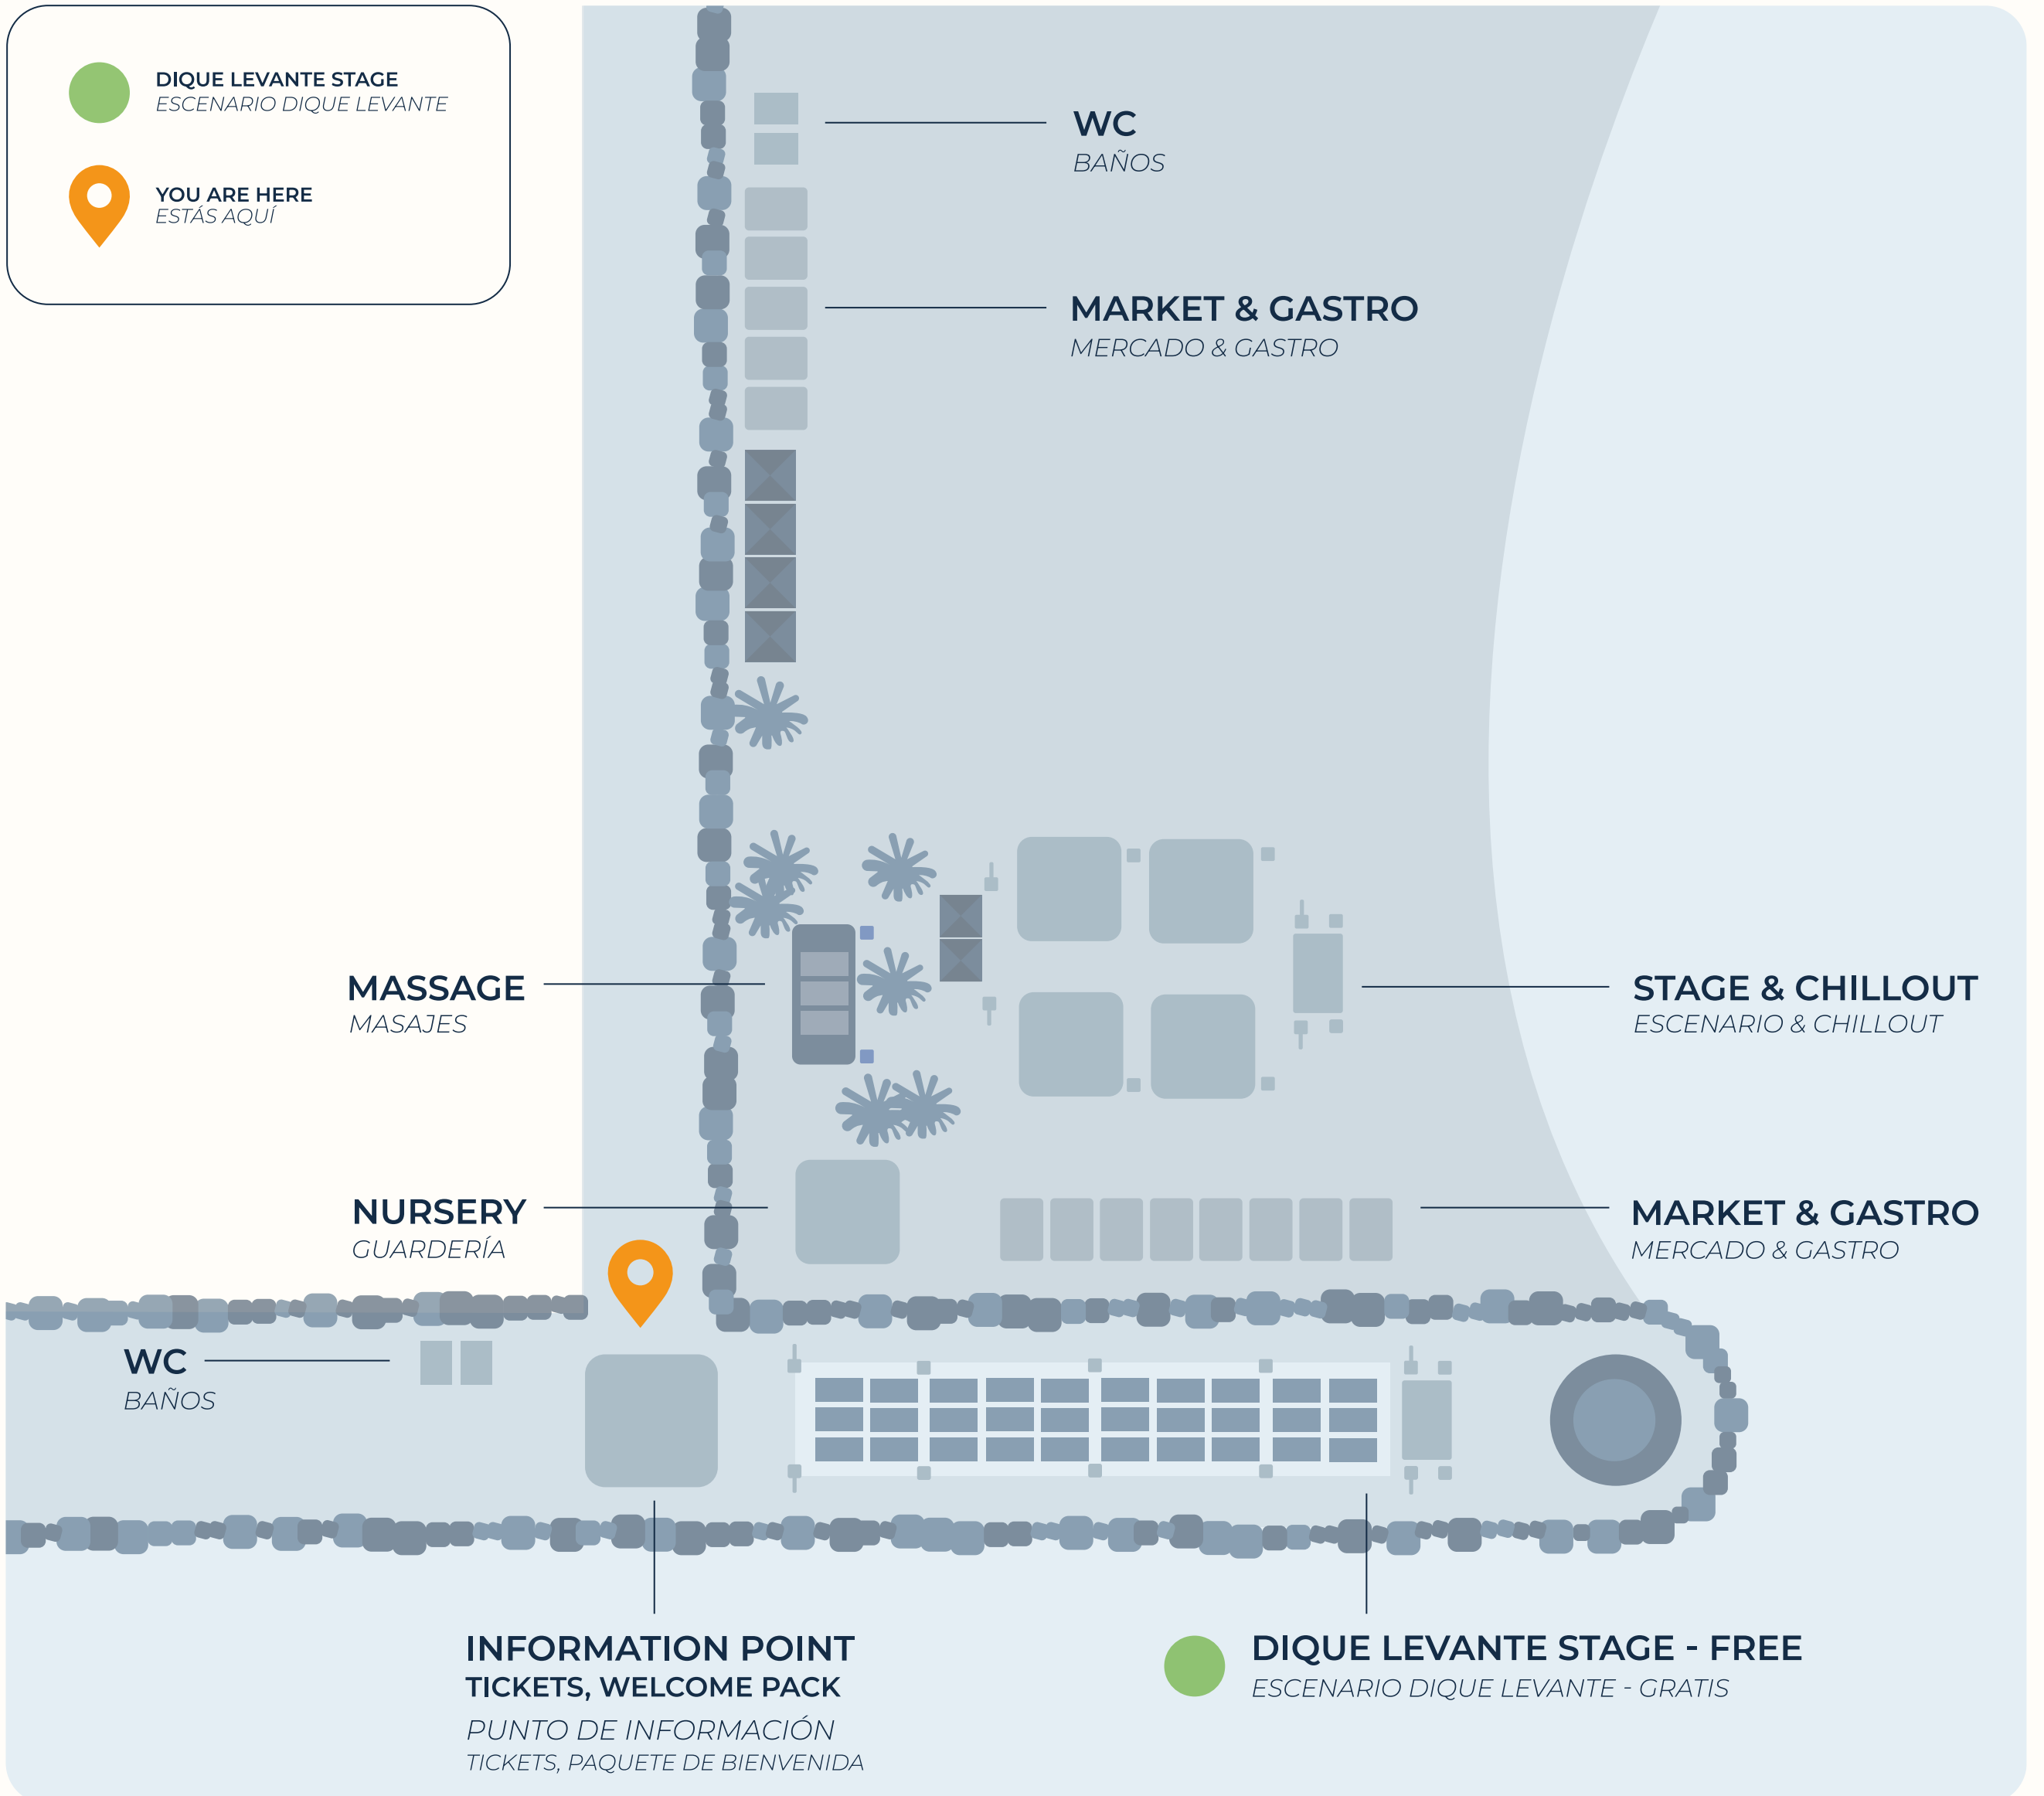 DIQUE LEVANTE STAGE
ESCENARIO DIQUE LEVANTE
YOU ARE HERE
ESTÁS AQUÍ
WC
BAÑOS
MARKET & GASTRO
MERCADO & GASTRO
MASSAGE
MASAJES
STAGE & CHILLOUT
ESCENARIO & CHILLOUT
NURSERY
GUARDERÍA
MARKET & GASTRO
MERCADO & GASTRO
WC
BAÑOS
INFORMATION POINT
TICKETS, WELCOME PACK
PUNTO DE INFORMACIÓN
TICKETS, PAQUETE DE BIENVENIDA
DIQUE LEVANTE STAGE - FREE
ESCENARIO DIQUE LEVANTE - GRATIS